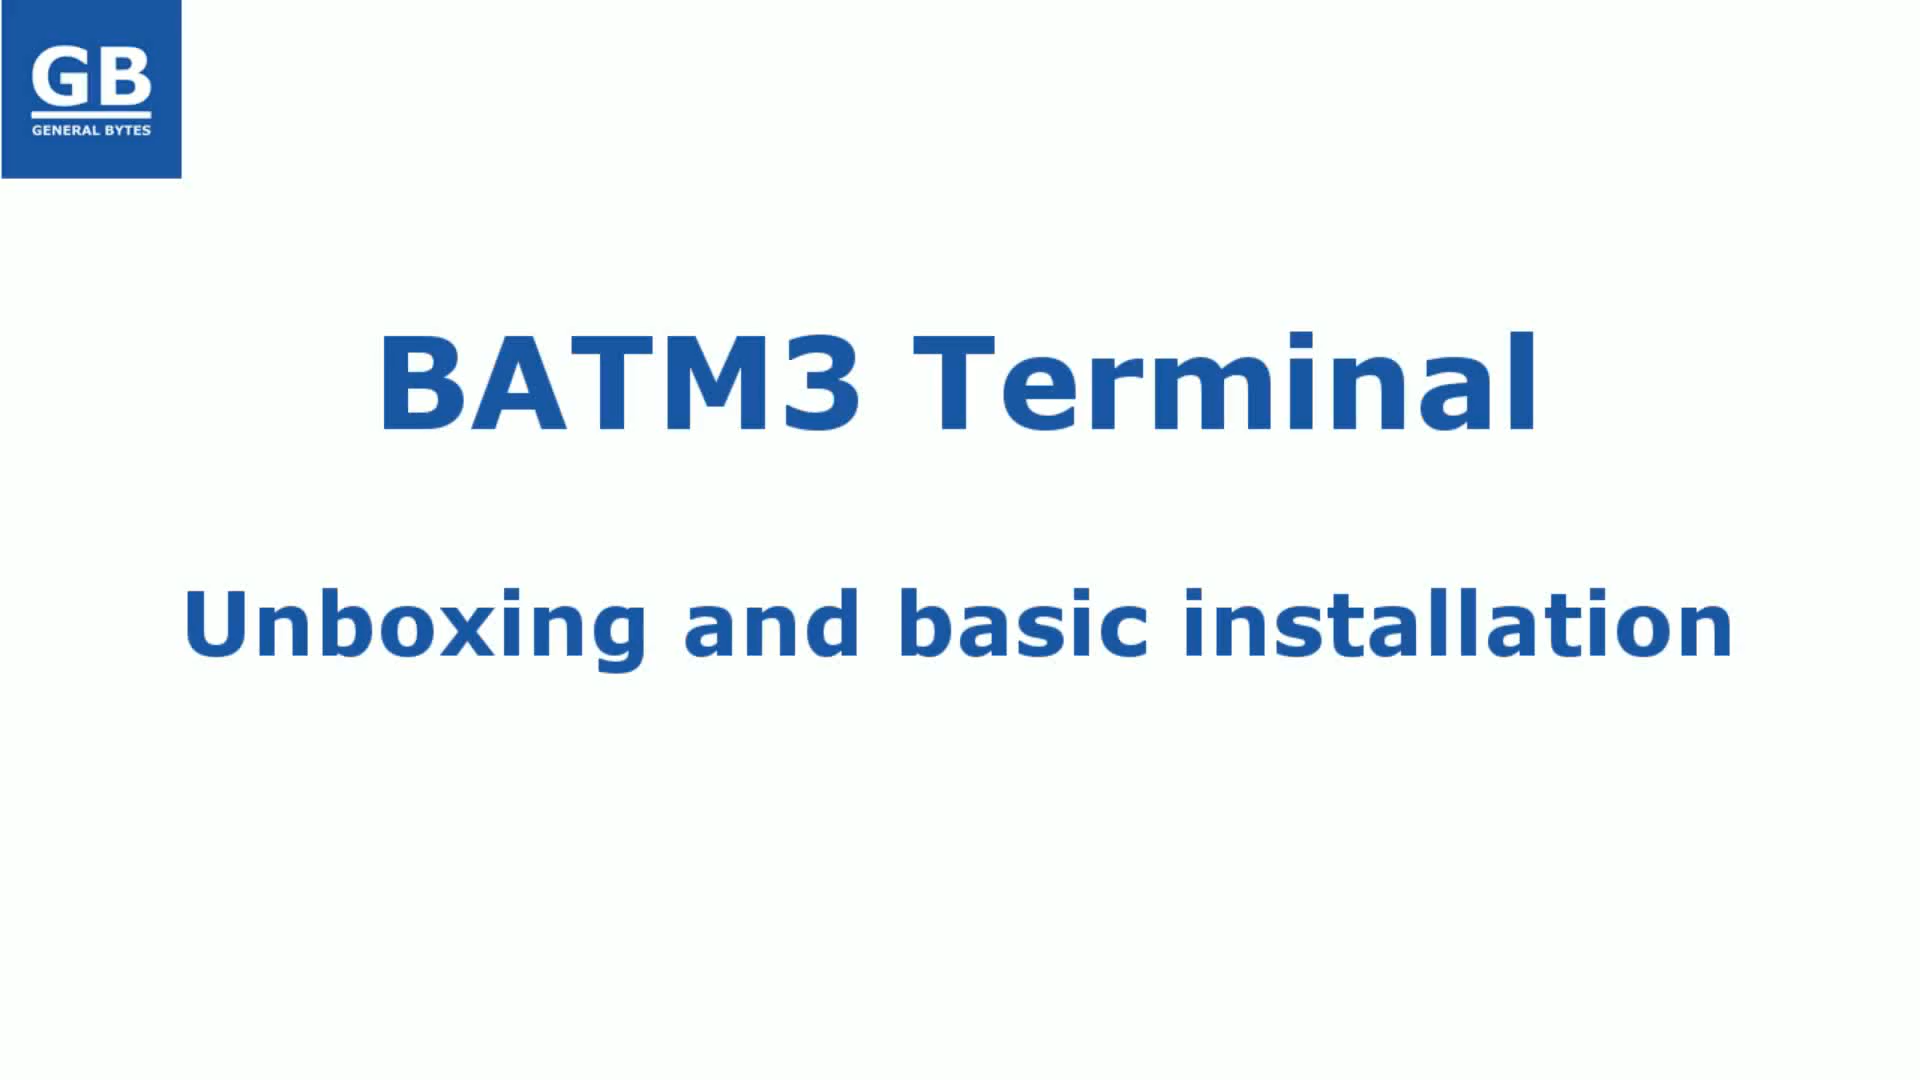 GB
GENERAL BYTES
BATM3 Terminal
Unboxing and basic installation